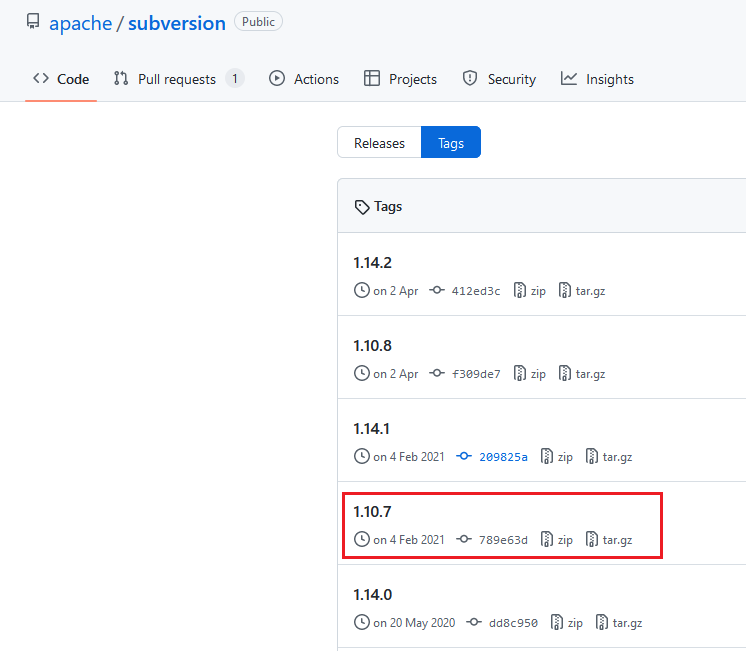 apache / subversion Public
Code Pull requests 1 Actions Projects Security Insights
Releases Tags
Tags
1.14.2
on 2 Apr 412ed3c zip tar.gz
1.10.8
on 2 Apr f309de7 zip tar.gz
1.14.1
on 4 Feb 2021 209825a zip tar.gz
1.10.7
on 4 Feb 2021 789e63d zip tar.gz
1.14.0
on 20 May 2020 dd8c950 zip tar.gz